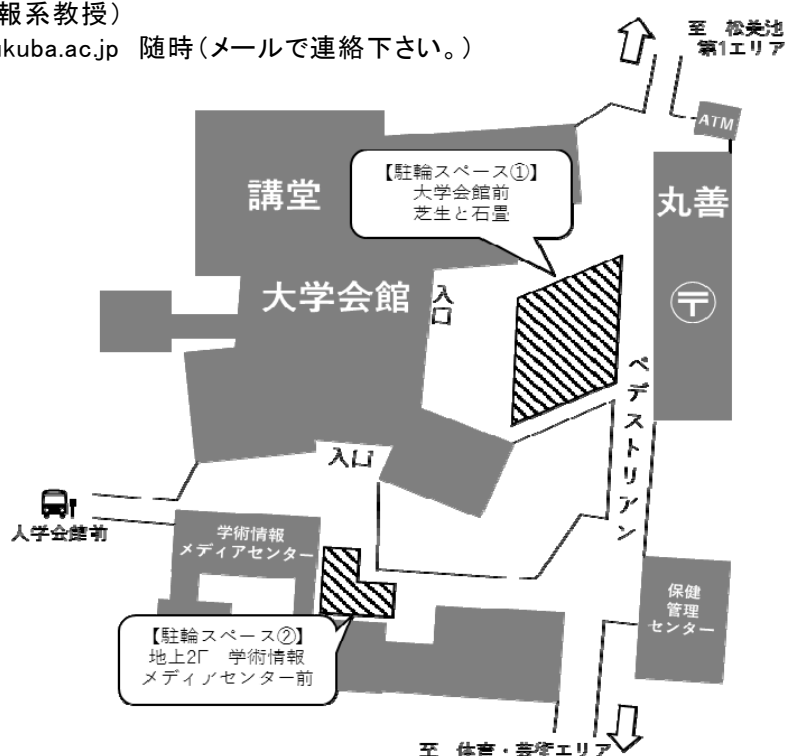 報系教授）
ukuba.ac.jp 随時（メールで連絡下さい。）
至 松美池
第1エリア
ATM
講堂
【駐輪スペース①】
大学会館前
芝生と石畳
丸善
〒
大学会館
入口
ペデストリアン
入口
大学会館前
学術情報
メディアセンター
保健
管理
センター
【駐輪スペース②】
地上2F 学術情報
メディアセンター前
至 体育・芸術エリア